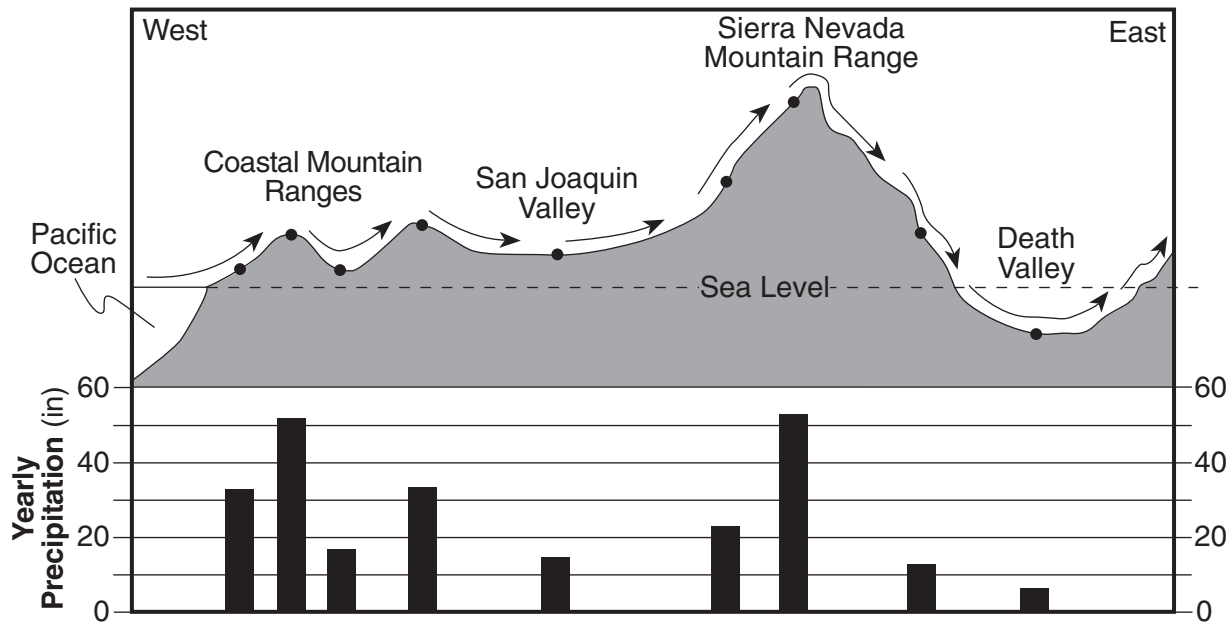 West
East
Sierra Nevada
Mountain Range
Coastal Mountain
Ranges
San Joaquin
Valley
Pacific
Ocean
Death
Valley
Sea Level
Yearly
Precipitation (in)
60
40
20
0
60
40
20
0